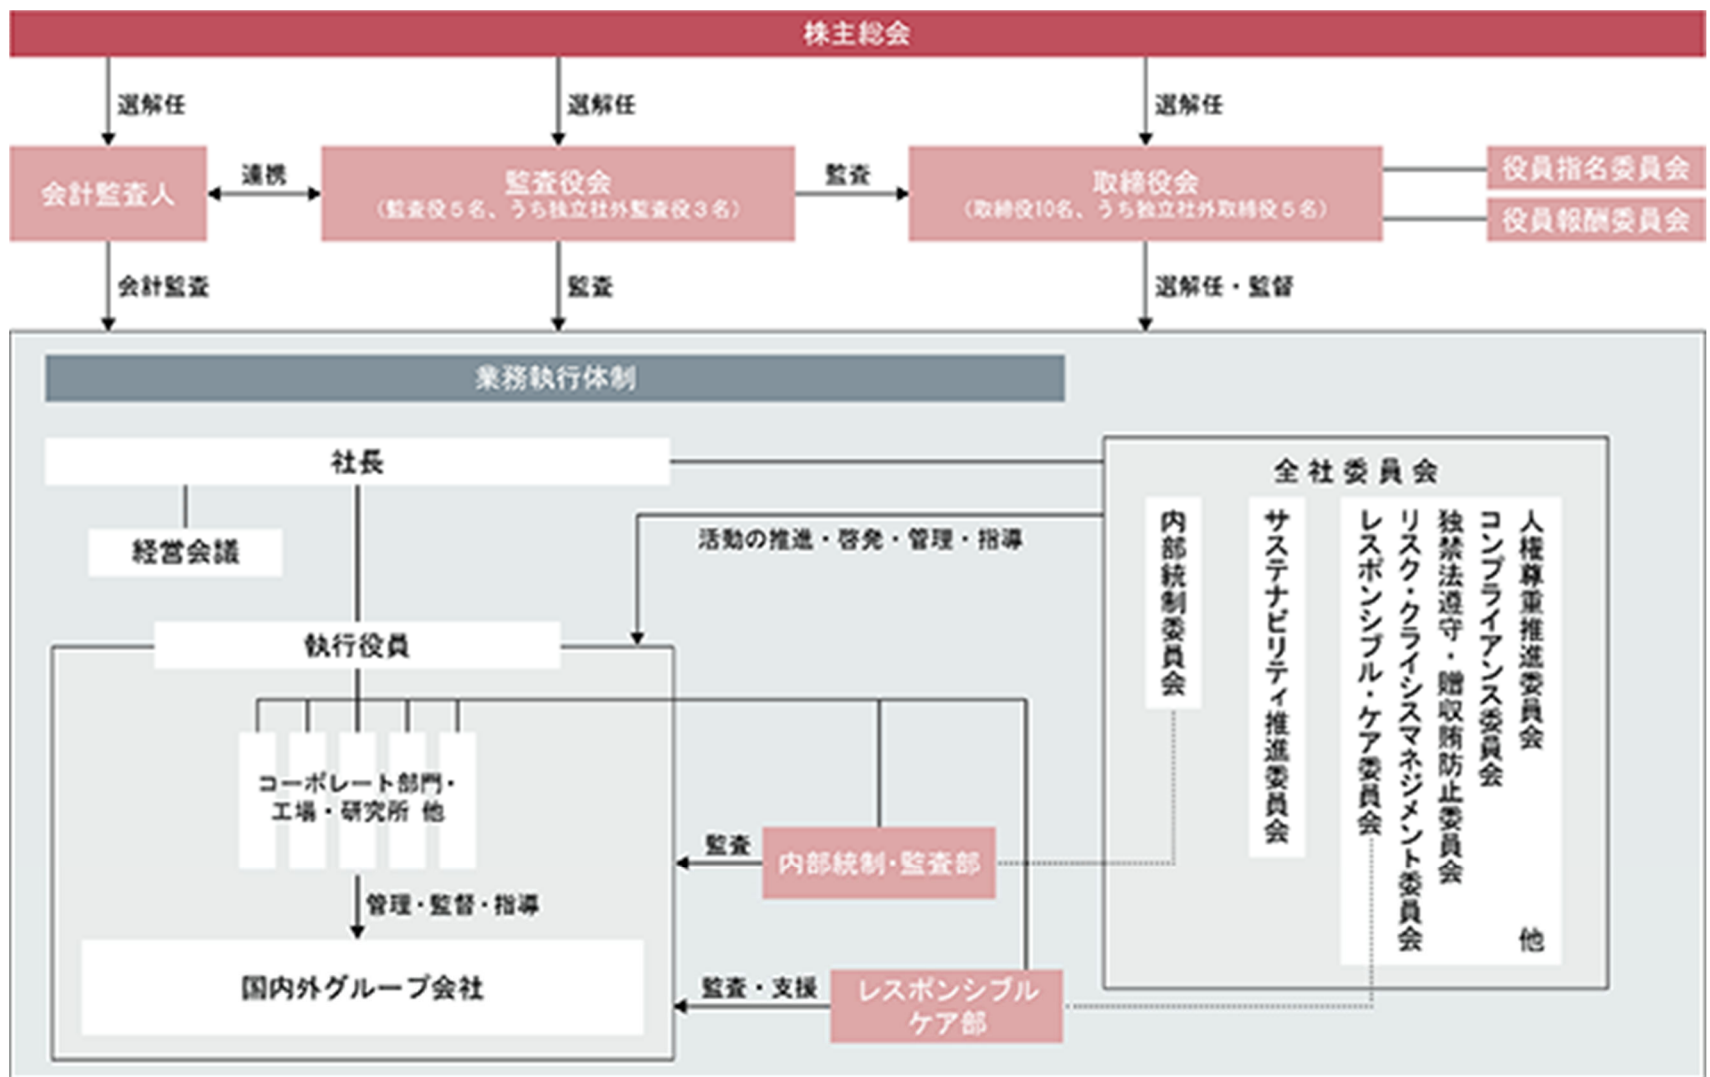 株主総会
選解任
選解任
選解任
会計監査人
連携
監査役会
（監査役５名、うち独立社外監査役３名）
監査
取締役会
（取締役10名、うち独立社外取締役５名）
役員指名委員会
役員報酬委員会
会計監査
監査
選解任・監督
業務執行体制
社長
経営会議
活動の推進・啓発・管理・指導
全社委員会
内部統制委員会
サステナビリティ推進委員会
人権尊重推進委員会
コンプライアンス委員会
独禁法遵守・贈収賄防止委員会
リスク・クライシスマネジメント委員会
レスポンシブル・ケア委員会
他
執行役員
コーポレート部門・
工場・研究所 他
管理・監督・指導
国内外グループ会社
監査
内部統制・監査部
監査・支援
レスポンシブル
ケア部